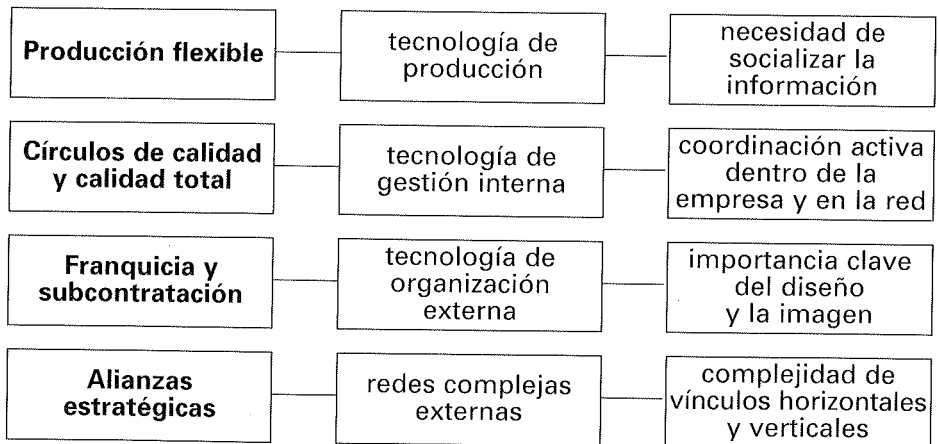 Producción flexible
tecnología de
producción
necesidad de
socializar la
información
Círculos de calidad
y calidad total
tecnología de
gestión interna
coordinación activa
dentro de la
empresa y en la red
Franquicia y
subcontratación
tecnología de
organización
externa
importancia clave
del diseño
y la imagen
Alianzas
estratégicas
redes complejas
externas
complejidad de
vínculos horizontales
y verticales